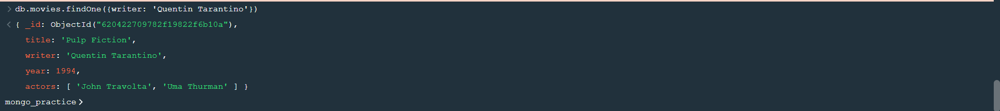 > db.movies.findOne({writer: 'Quentin Tarantino'})
< { _id: ObjectId("620422709782f19822f6b10a"),
title: 'Pulp Fiction',
writer: 'Quentin Tarantino',
year: 1994,
actors: [ 'John Travolta', 'Uma Thurman' ] }
mongo_practice>